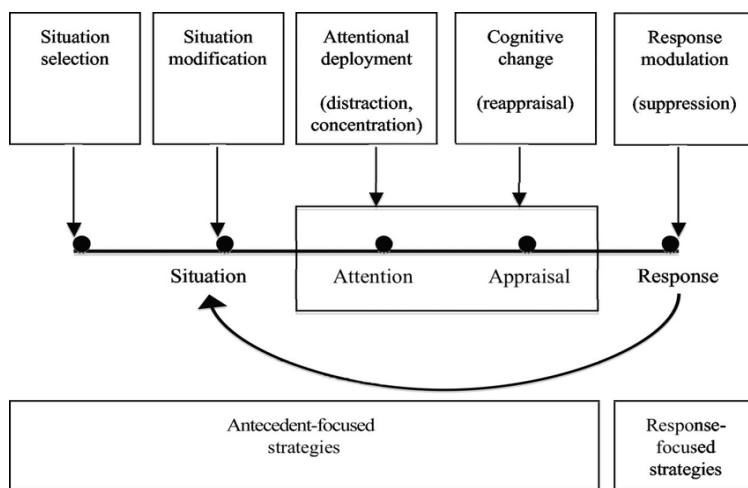 Situation
selection
Situation
modification
Attentional
deployment
(distraction,
concentration)
Cognitive
change
(reappraisal)
Response
modulation
(suppression)
Situation
Attention
Appraisal
Response
Antecedent-focused
strategies
Response-
focused
strategies